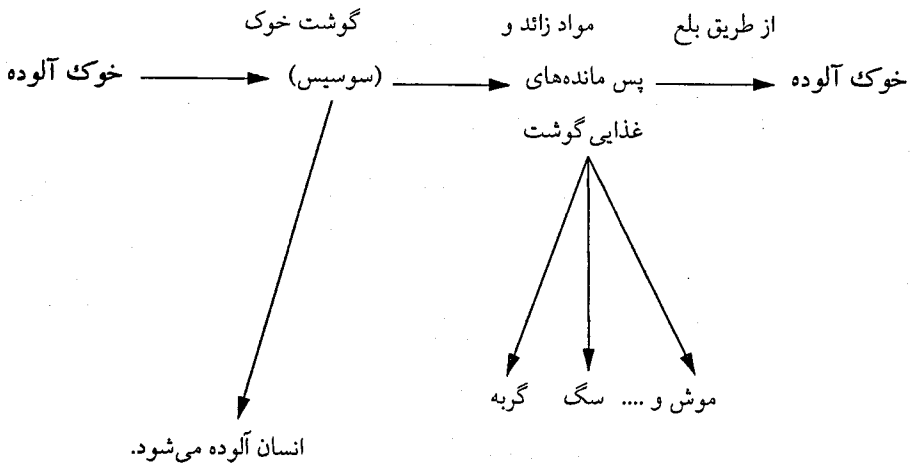 گوشت خوک
مواد زائد و
از طریق بلع
خوک آلوده
(سوسیس)
پس مانده‌های
خوک آلوده
غذایی گوشت
گربه
سگ
موش و ....
انسان آلوده می‌شود.